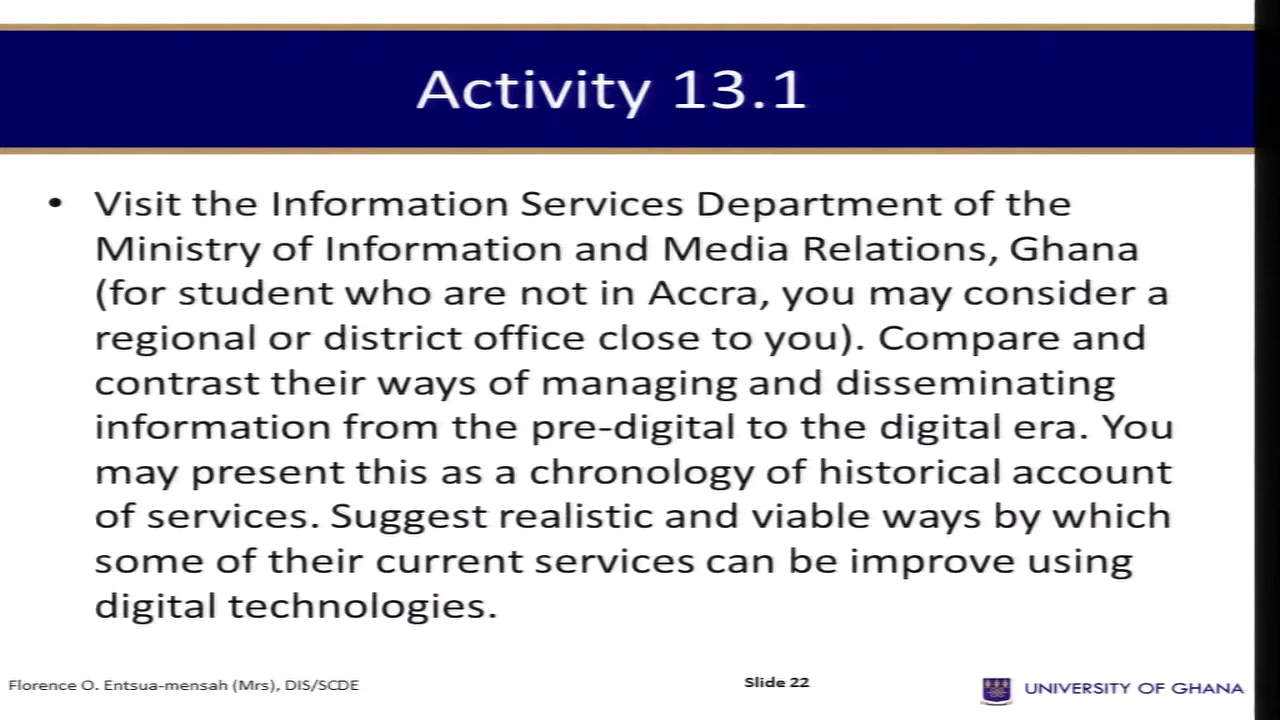 Activity 13.1
• Visit the Information Services Department of the
Ministry of Information and Media Relations, Ghana
(for student who are not in Accra, you may consider a
regional or district office close to you). Compare and
contrast their ways of managing and disseminating
information from the pre-digital to the digital era. You
may present this as a chronology of historical account
of services. Suggest realistic and viable ways by which
some of their current services can be improve using
digital technologies.
Florence O. Entsua-mensah (Mrs), DIS/SCDE
Slide 22
UNIVERSITY OF GHANA